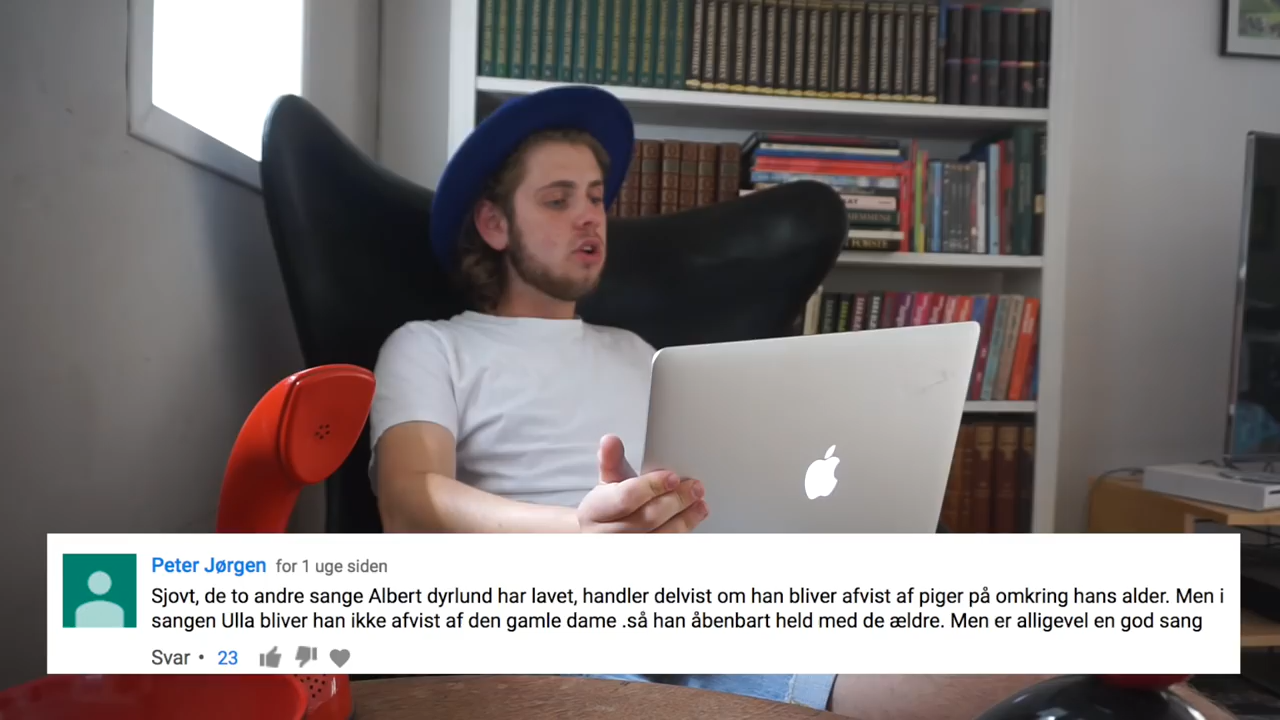 Peter Jørgen for 1 uge siden
Sjovt, de to andre sange Albert dyrlund har lavet, handler delvist om han bliver afvist af piger på omkring hans alder. Men i
sangen Ulla bliver han ikke afvist af den gamle dame .så han åbenbart held med de ældre. Men er alligevel en god sang
Svar • 23